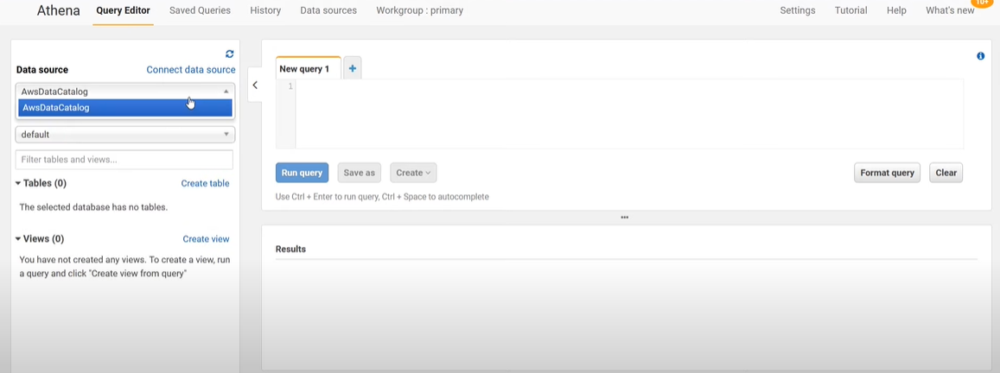 Athena Query Editor Saved Queries History Data sources Workgroup : primary Settings Tutorial Help What's new 10+
Data source Connect data source
AwsDataCatalog
AwsDataCatalog
default
Filter tables and views...
Tables (0) Create table
The selected database has no tables.
Views (0) Create view
You have not created any views. To create a view, run
a query and click "Create view from query"
New query 1 +
1
Run query Save as Create Format query Clear
Use Ctrl + Enter to run query, Ctrl + Space to autocomplete
Results